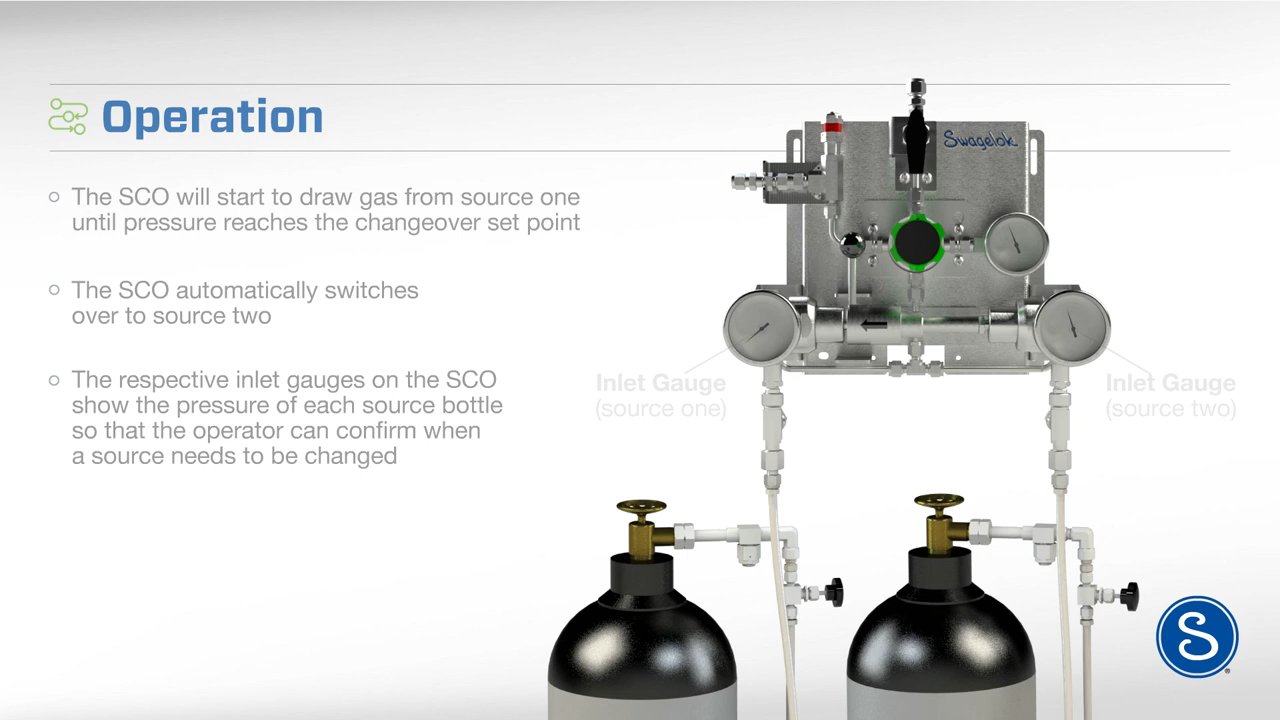 Operation
The SCO will start to draw gas from source one
until pressure reaches the changeover set point
The SCO automatically switches
over to source two
The respective inlet gauges on the SCO
show the pressure of each source bottle
so that the operator can confirm when
a source needs to be changed
Swagelok
Inlet Gauge
(source one)
Inlet Gauge
(source two)
S
®